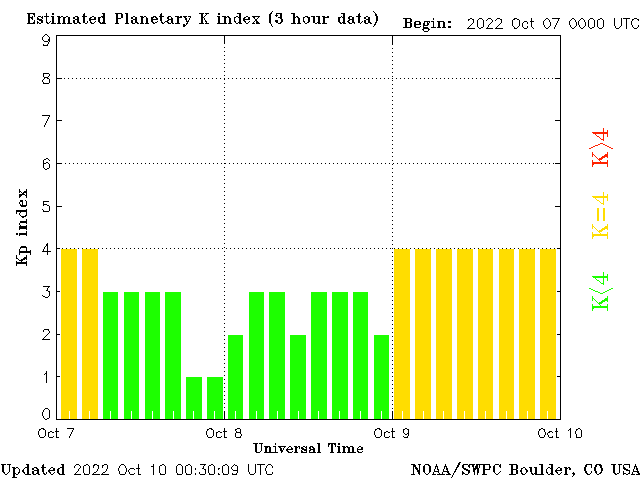 Estimated Planetary K index (3 hour data) Begin: 2022 Oct 07 0000 UTC
9
8
7
6
5
4
3
2
1
0
Kp index
K>4
K=4
K<4
Oct 7 Oct 8 Oct 9 Oct 10
Universal Time
Updated 2022 Oct 10 00:30:09 UTC NOAA/SWPC Boulder, CO USA